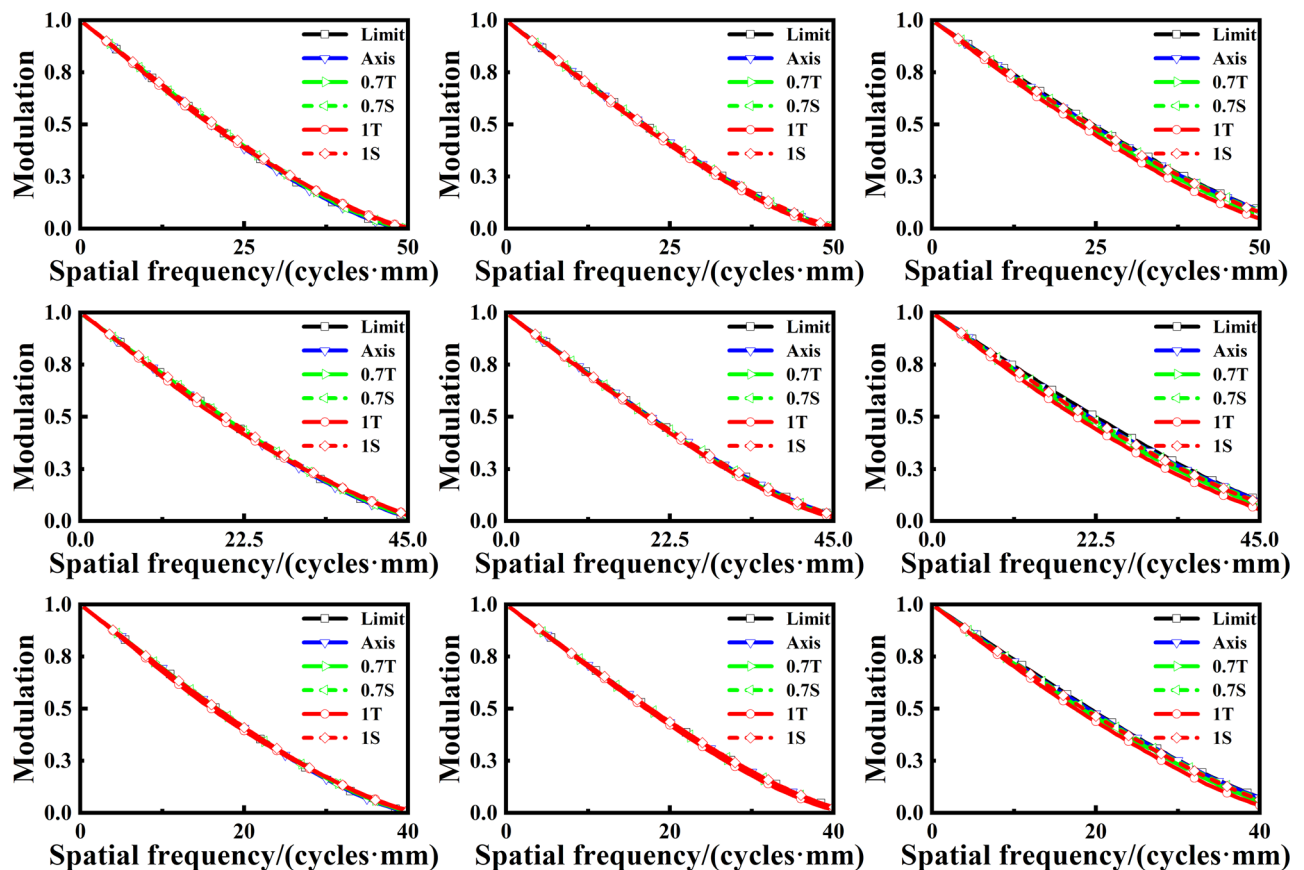 1.0
0.8
0.5
0.3
0.0
Modulation
Limit
Axis
0.7T
0.7S
1T
1S
0
25
50
Spatial frequency/(cycles·mm)
1.0
0.8
0.5
0.3
0.0
Modulation
Limit
Axis
0.7T
0.7S
1T
1S
0
25
50
Spatial frequency/(cycles·mm)
1.0
0.8
0.5
0.3
0.0
Modulation
Limit
Axis
0.7T
0.7S
1T
1S
0
25
50
Spatial frequency/(cycles·mm)
1.0
0.8
0.5
0.3
0.0
Modulation
Limit
Axis
0.7T
0.7S
1T
1S
0.0
22.5
45.0
Spatial frequency/(cycles·mm)
1.0
0.8
0.5
0.3
0.0
Modulation
Limit
Axis
0.7T
0.7S
1T
1S
0.0
22.5
45.0
Spatial frequency/(cycles·mm)
1.0
0.8
0.5
0.3
0.0
Modulation
Limit
Axis
0.7T
0.7S
1T
1S
0.0
22.5
45.0
Spatial frequency/(cycles·mm)
1.0
0.8
0.5
0.3
0.0
Modulation
Limit
Axis
0.7T
0.7S
1T
1S
0
20
40
Spatial frequency/(cycles·mm)
1.0
0.8
0.5
0.3
0.0
Modulation
Limit
Axis
0.7T
0.7S
1T
1S
0
20
40
Spatial frequency/(cycles·mm)
1.0
0.8
0.5
0.3
0.0
Modulation
Limit
Axis
0.7T
0.7S
1T
1S
0
20
40
Spatial frequency/(cycles·mm)